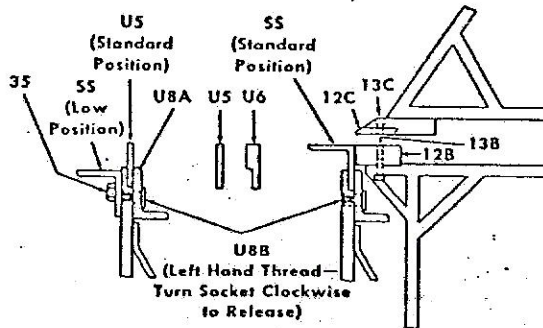 U5
(Standard
Position)
SS
(Standard
Position)
35
SS
(Low
Position)
U8A
U5
U6
13C
12C
13B
12B
U8B
(Left Hand Thread—
Turn Socket Clockwise
to Release)